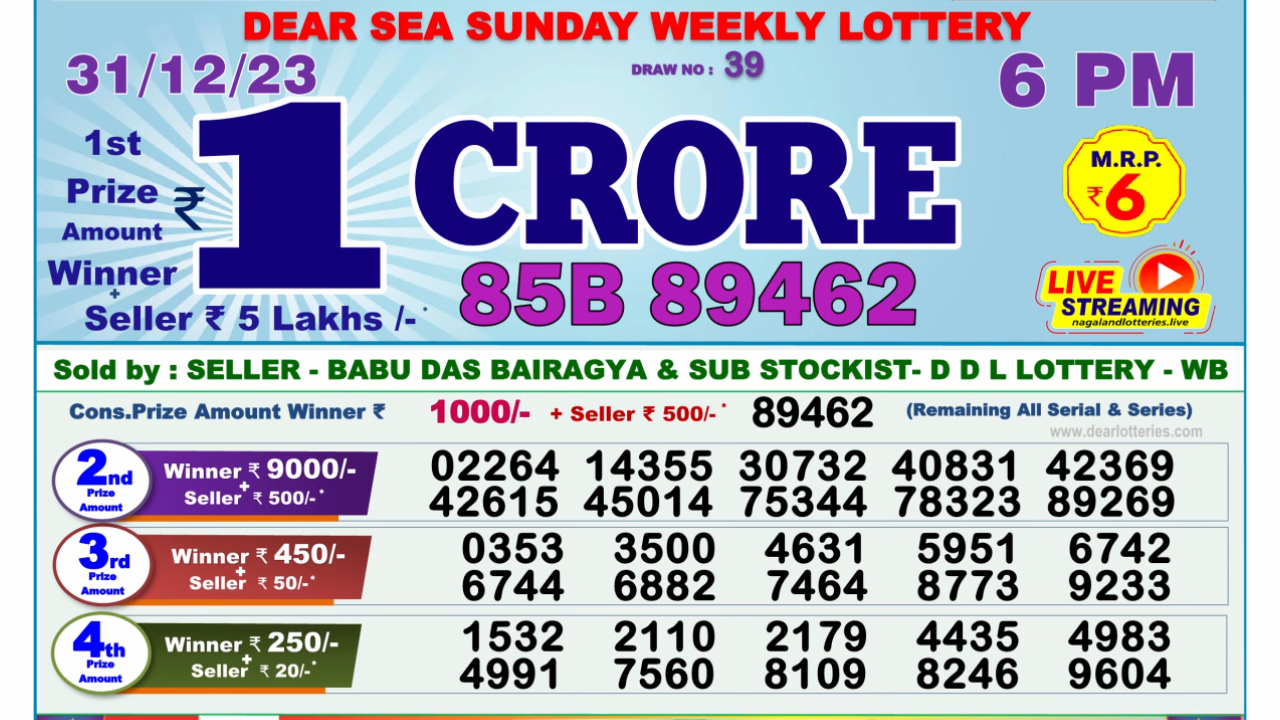 DEAR SEA SUNDAY WEEKLY LOTTERY
31/12/23
DRAW NO : 39
6 PM
1st
Prize
Amount
Winner
+
Seller ₹ 5 Lakhs /- *
₹ 1 CRORE
85B 89462
M.R.P.
₹6
LIVE
STREAMING
nagalandlotteries.live
Sold by : SELLER - BABU DAS BAIRAGYA & SUB STOCKIST- D D L LOTTERY - WB
Cons.Prize Amount Winner ₹ 1000/- + Seller ₹ 500/- * 89462 (Remaining All Serial & Series)
www.dearlotteries.com
2nd
Prize
Amount
Winner ₹ 9000/-
+
Seller ₹ 500/- *
02264 14355 30732 40831 42369
42615 45014 75344 78323 89269
3rd
Prize
Amount
Winner ₹ 450/-
+
Seller ₹ 50/- *
0353 3500 4631 5951 6742
6744 6882 7464 8773 9233
4th
Prize
Amount
Winner ₹ 250/-
+
Seller ₹ 20/- *
1532 2110 2179 4435 4983
4991 7560 8109 8246 9604